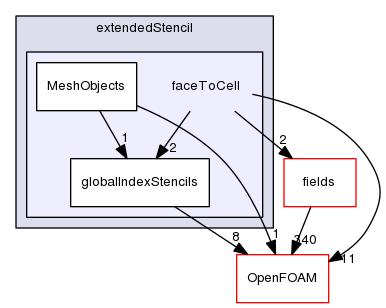 extendedStencil
MeshObjects
faceToCell
1
2
2
globalIndexStencils
fields
8
1
340
11
OpenFOAM